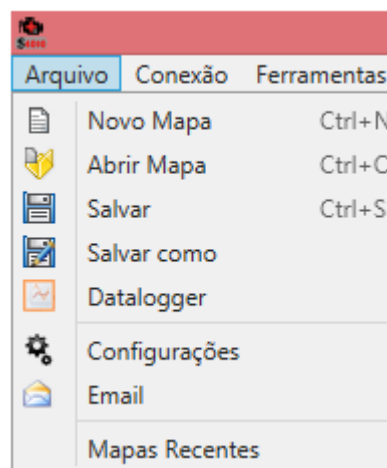 Arquivo Conexão Ferramentas
Novo Mapa Ctrl+N
Abrir Mapa Ctrl+O
Salvar Ctrl+S
Salvar como
Datalogger
Configurações
Email
Mapas Recentes